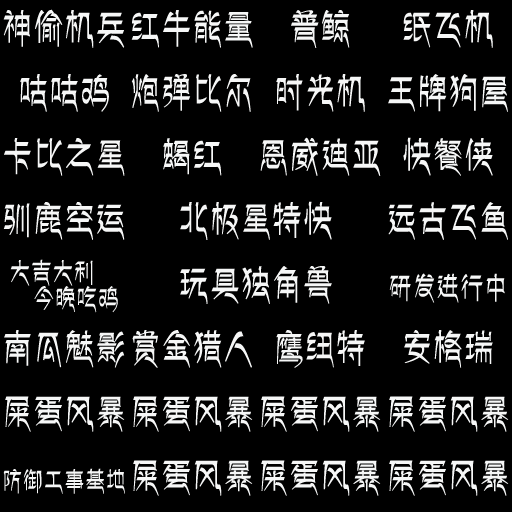 神偷机兵 红牛能量 普鲸 纸飞机
咕咕鸡 炮弹比尔 时光机 王牌狗屋
卡比之星 蝎红 恩威迪亚 快餐侠
驯鹿空运 北极星特快 远古飞鱼
大吉大利
今晚吃鸡 玩具独角兽 研发进行中
南瓜魅影 赏金猎人 鹰纽特 安格瑞
屎蛋风暴 屎蛋风暴 屎蛋风暴 屎蛋风暴
防御工事基地 屎蛋风暴 屎蛋风暴 屎蛋风暴